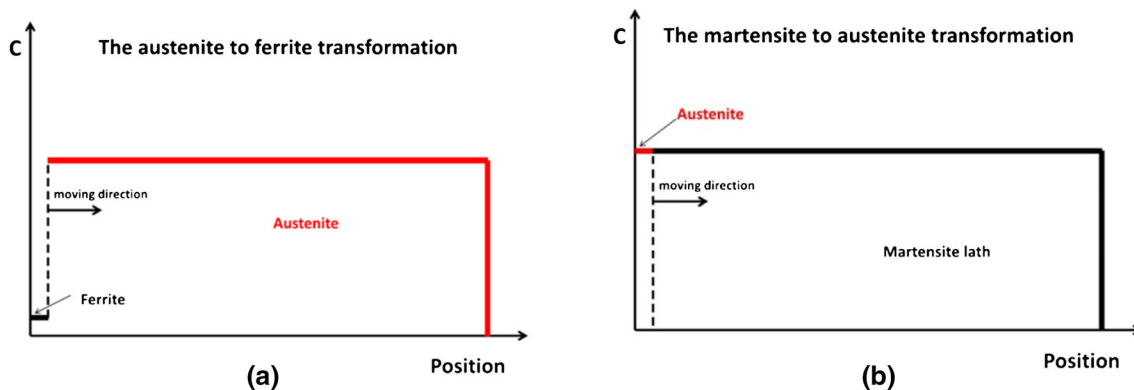 C
The austenite to ferrite transformation
moving direction
Austenite
Ferrite
Position
(a)
C
The martensite to austenite transformation
Austenite
moving direction
Martensite lath
Position
(b)